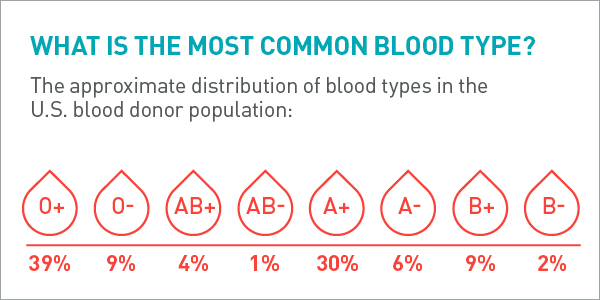 WHAT IS THE MOST COMMON BLOOD TYPE?
The approximate distribution of blood types in the
U.S. blood donor population:
O+ O- AB+ AB- A+ A- B+ B-
39% 9% 4% 1% 30% 6% 9% 2%